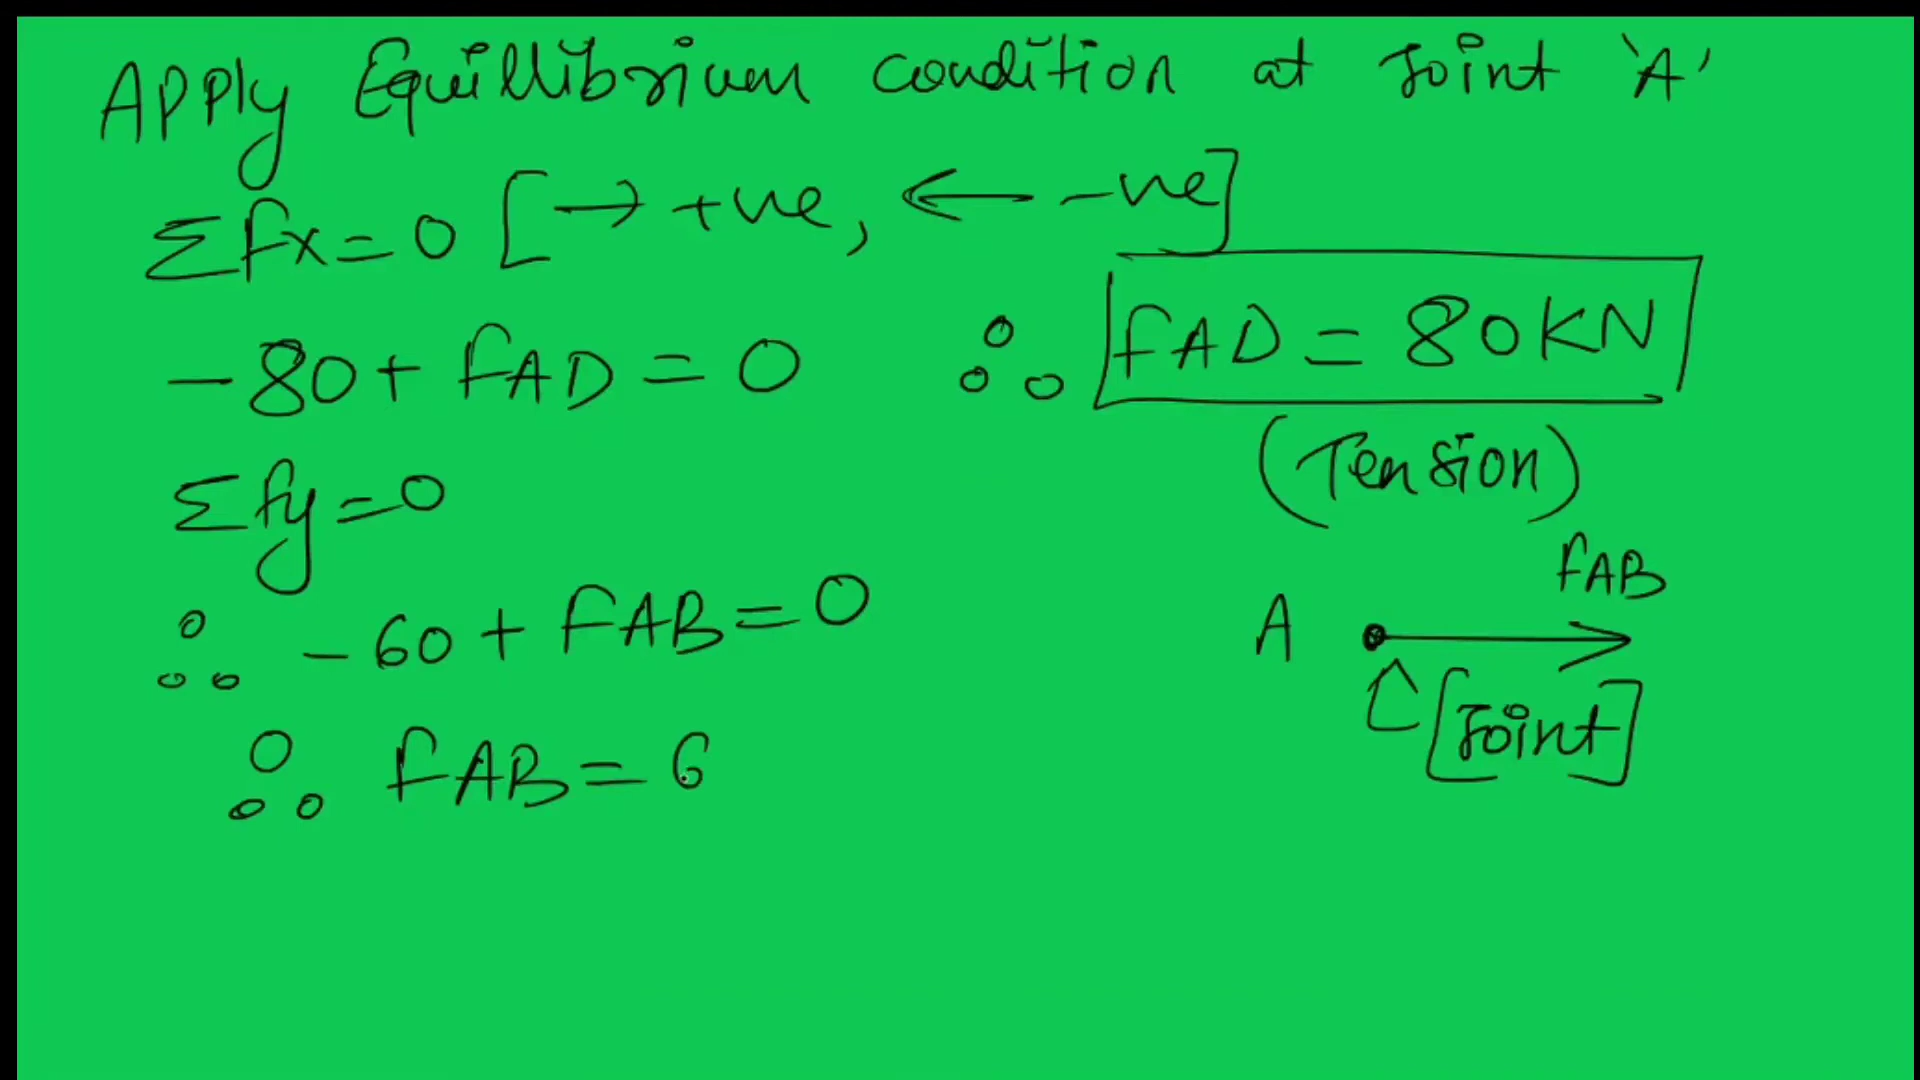 Apply Equillibrium condition at Joint 'A'
Σfx=0 [→ +ve, ← -ve]
-80+ fAD = 0 ∴ fAD = 80KN
(Tension)
Σfy=0
fAB
∴ -60+ fAB=0 A
[Joint]
∴ fAB= 6